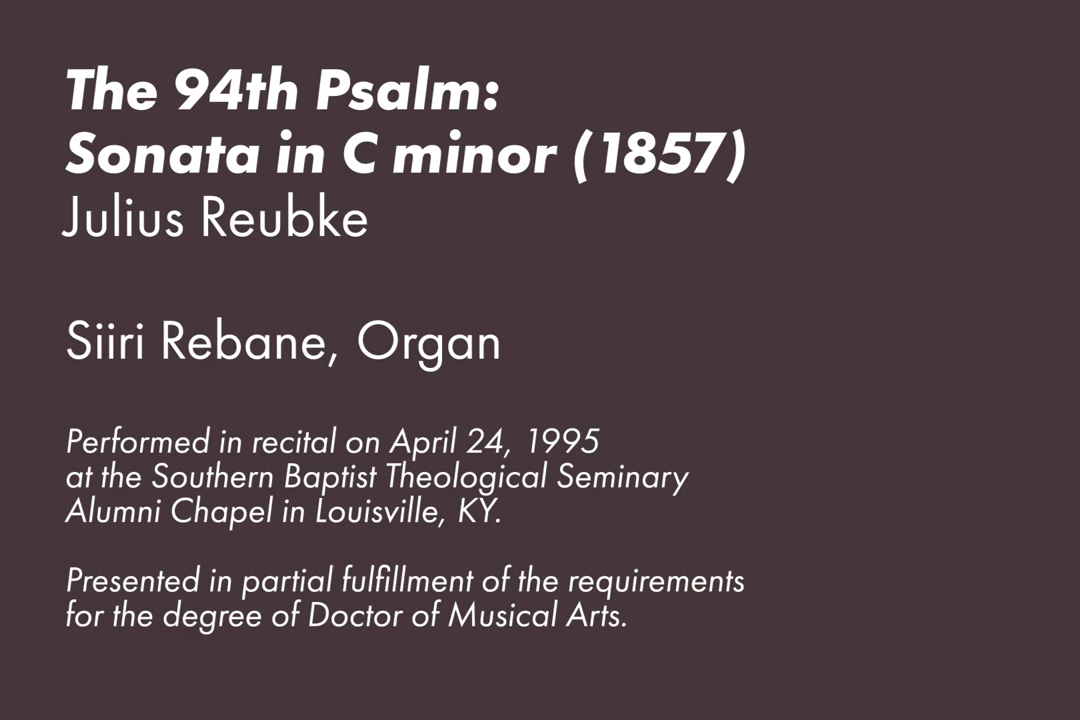 The 94th Psalm:
Sonata in C minor (1857)
Julius Reubke
Siiri Rebane, Organ
Performed in recital on April 24, 1995
at the Southern Baptist Theological Seminary
Alumni Chapel in Louisville, KY.
Presented in partial fulfillment of the requirements
for the degree of Doctor of Musical Arts.